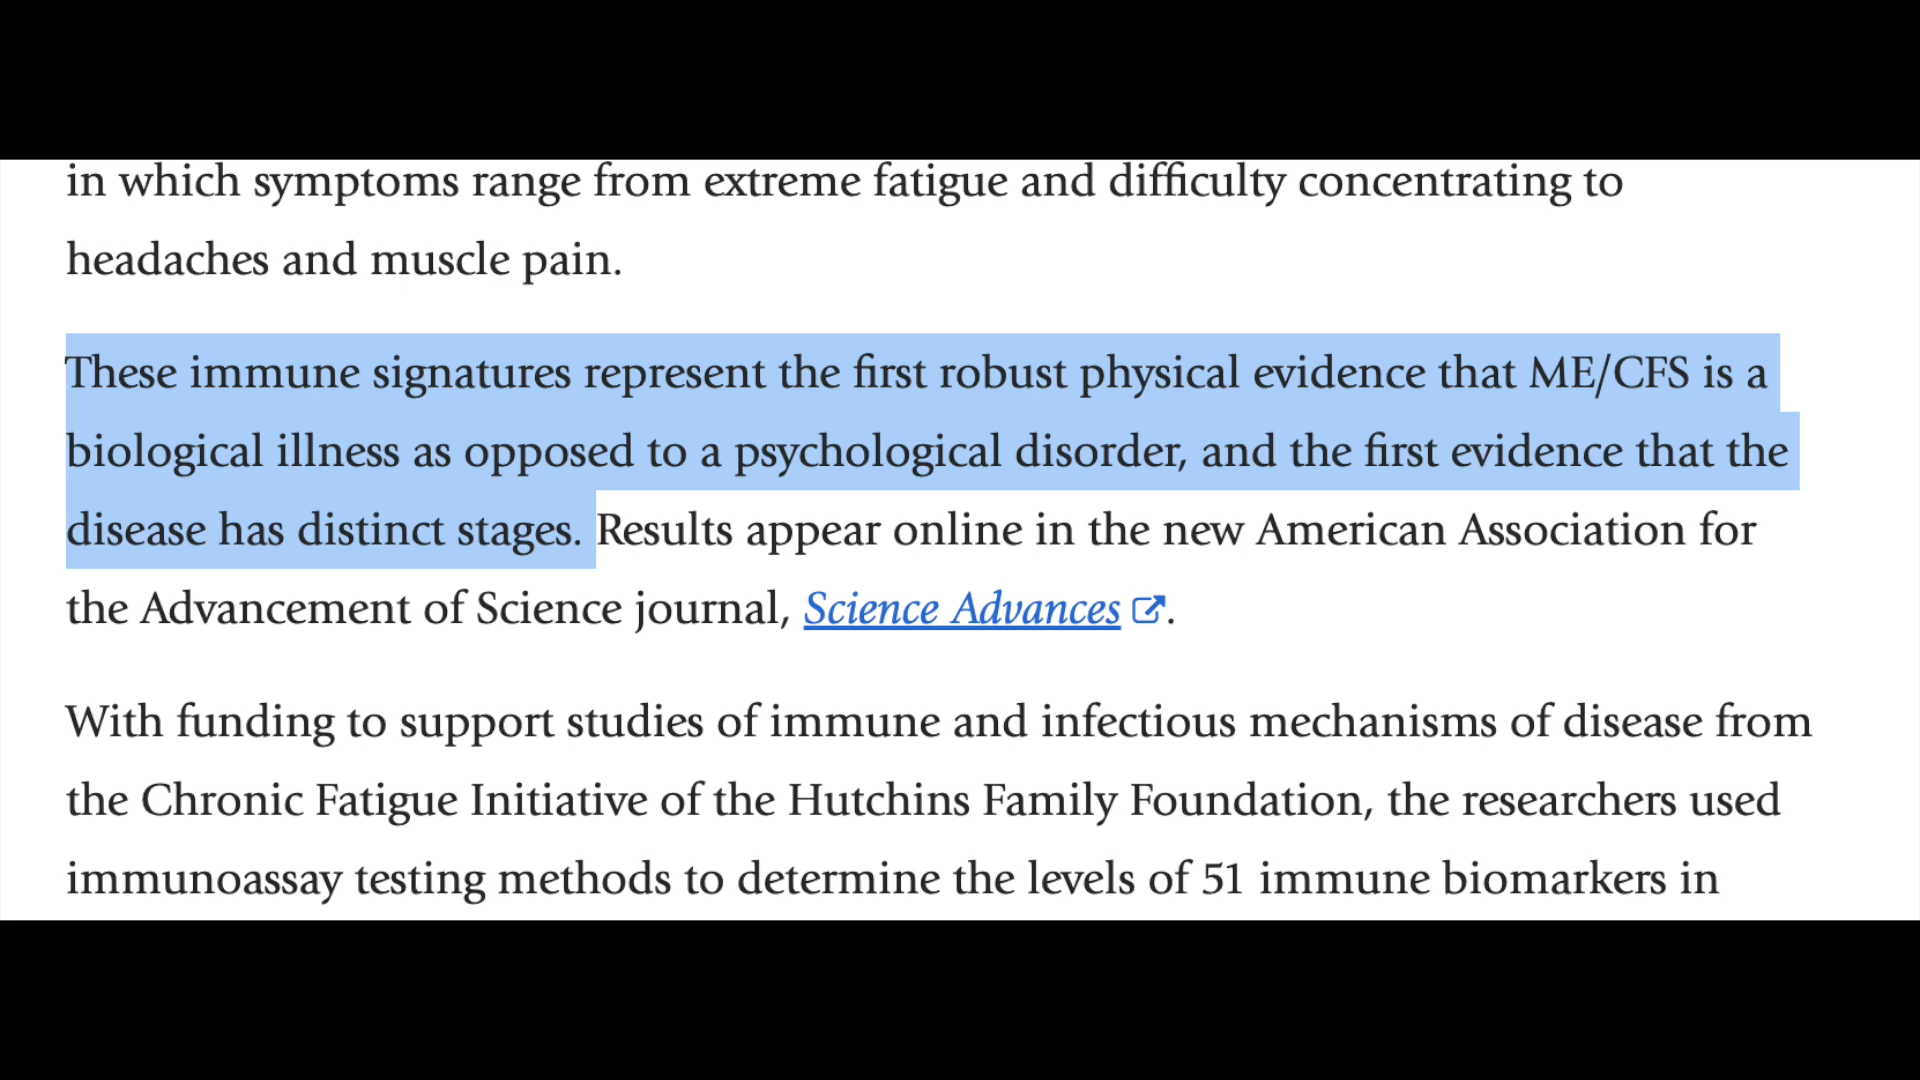 in which symptoms range from extreme fatigue and difficulty concentrating to
headaches and muscle pain.
These immune signatures represent the first robust physical evidence that ME/CFS is a
biological illness as opposed to a psychological disorder, and the first evidence that the
disease has distinct stages. Results appear online in the new American Association for
the Advancement of Science journal, Science Advances.
With funding to support studies of immune and infectious mechanisms of disease from
the Chronic Fatigue Initiative of the Hutchins Family Foundation, the researchers used
immunoassay testing methods to determine the levels of 51 immune biomarkers in